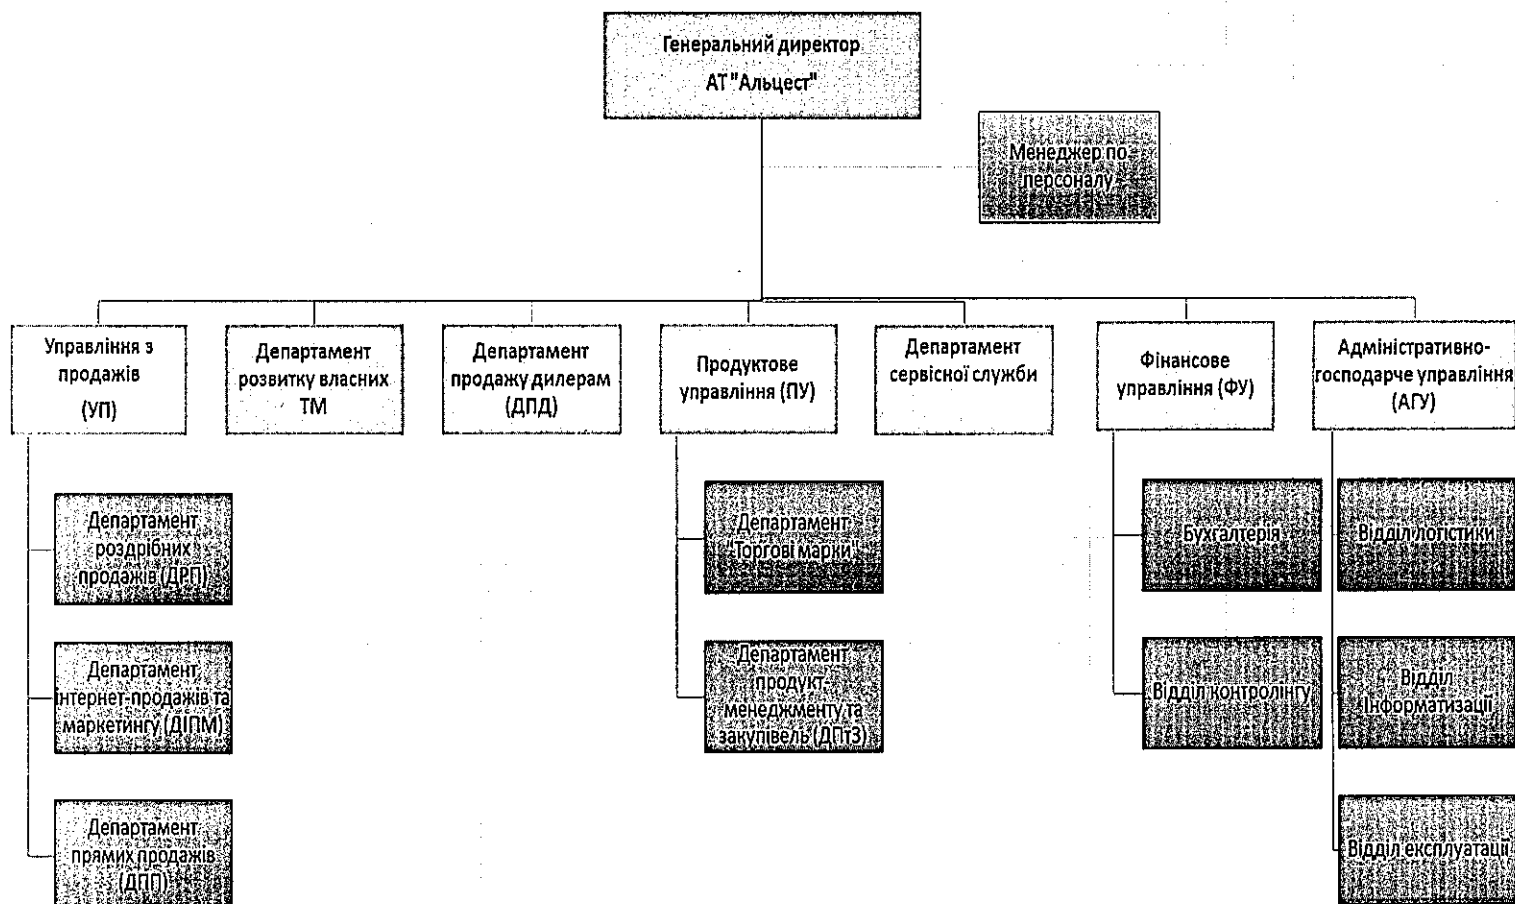 Генеральний директор
АТ "Альцест"
Менеджер по
персоналу
Управління з
продажів
(УП)
Департамент
розвитку власних
ТМ
Департамент
продажу дилерам
(ДПД)
Продуктове
управління (ПУ)
Департамент
сервісної служби
Фінансове
управління (ФУ)
Адміністративно-
господарче управління
(АГУ)
Департамент
роздрібних
продажів (ДРП)
Департамент
інтернет-продажів та
маркетингу (ДІПМ)
Департамент
прямих продажів
(ДПП)
Департамент
"Торгові марки"
Департамент
продукт-
менеджменту та
закупівель (ДПтЗ)
Бухгалтерія
Відділ контролінгу
Відділ логістики
Відділ
Інформатизації
Відділ експлуатації